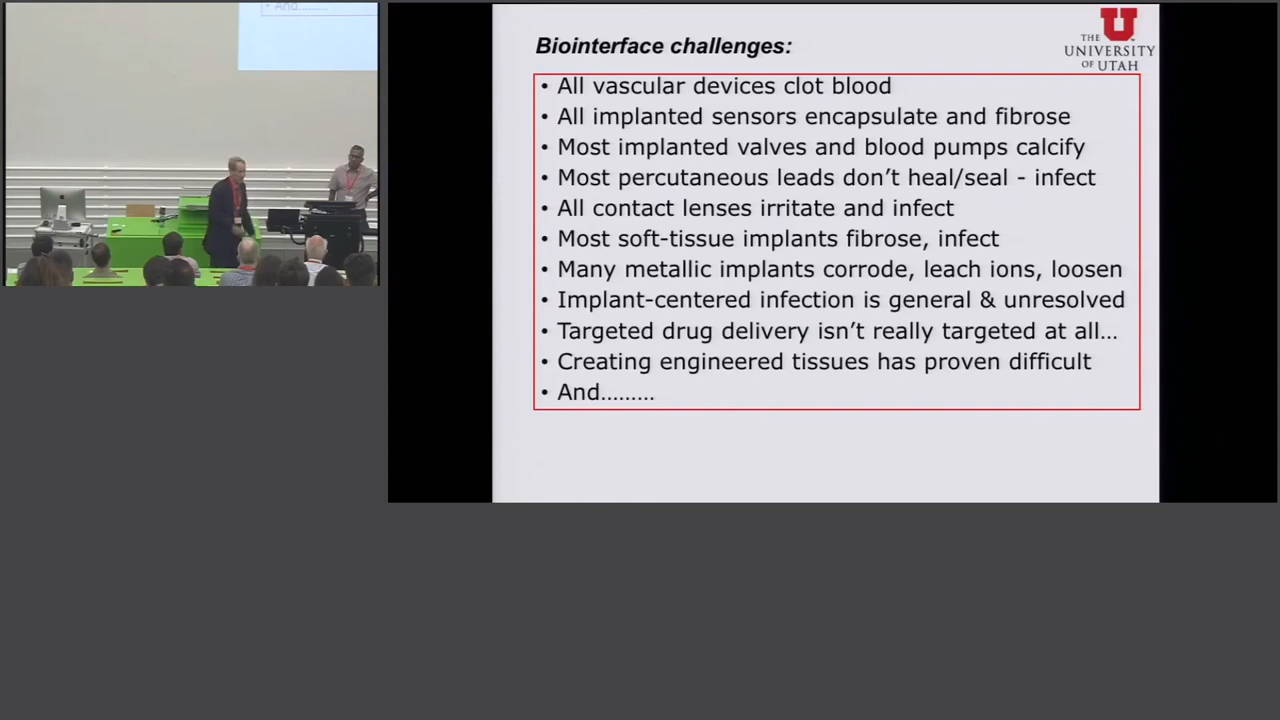 And.........
Biointerface challenges:
THE
UNIVERSITY
OF UTAH
• All vascular devices clot blood
• All implanted sensors encapsulate and fibrose
• Most implanted valves and blood pumps calcify
• Most percutaneous leads don’t heal/seal - infect
• All contact lenses irritate and infect
• Most soft-tissue implants fibrose, infect
• Many metallic implants corrode, leach ions, loosen
• Implant-centered infection is general & unresolved
• Targeted drug delivery isn’t really targeted at all…
• Creating engineered tissues has proven difficult
• And.........